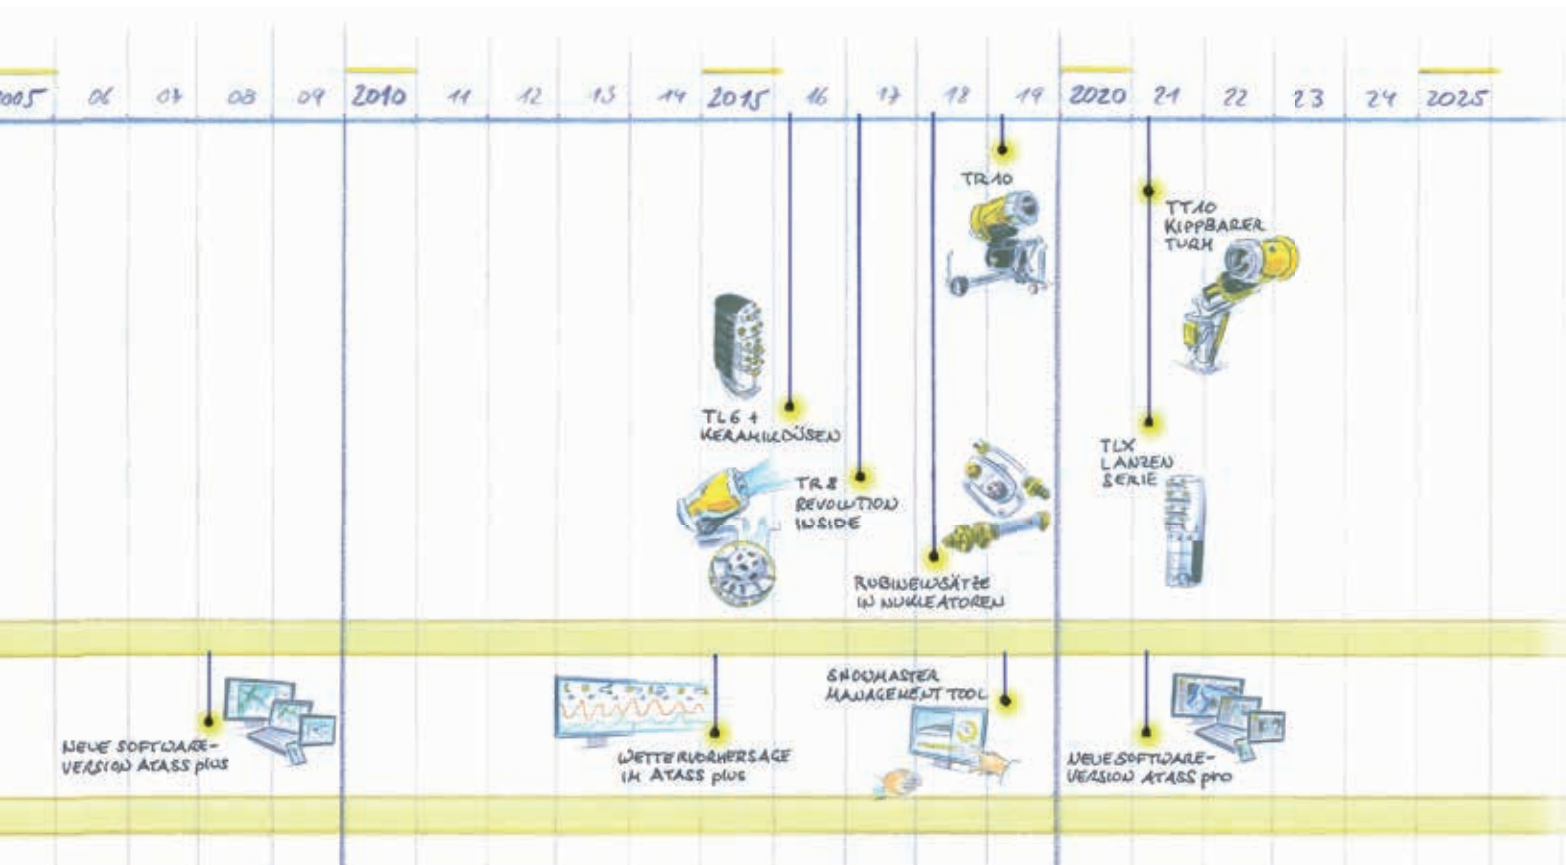 2005 06 07 08 09 2010 11 12 13 14 2015 16 17 18 19 2020 21 22 23 24 2025
TR10
TT10
KIPPBARER
TURM
TL6 +
KERAMIKDÜSEN
TR8
REVOLUTION
INSIDE
TLX
LANZEN
SERIE
RUBINEINSÄTZE
IN NUKLEATOREN
NEUE SOFTWARE-
VERSION ATASS plus
WETTERVORHERSAGE
IM ATASS plus
SNOWMASTER
MANAGEMENT TOOL
NEUE SOFTWARE-
VERSION ATASS pro